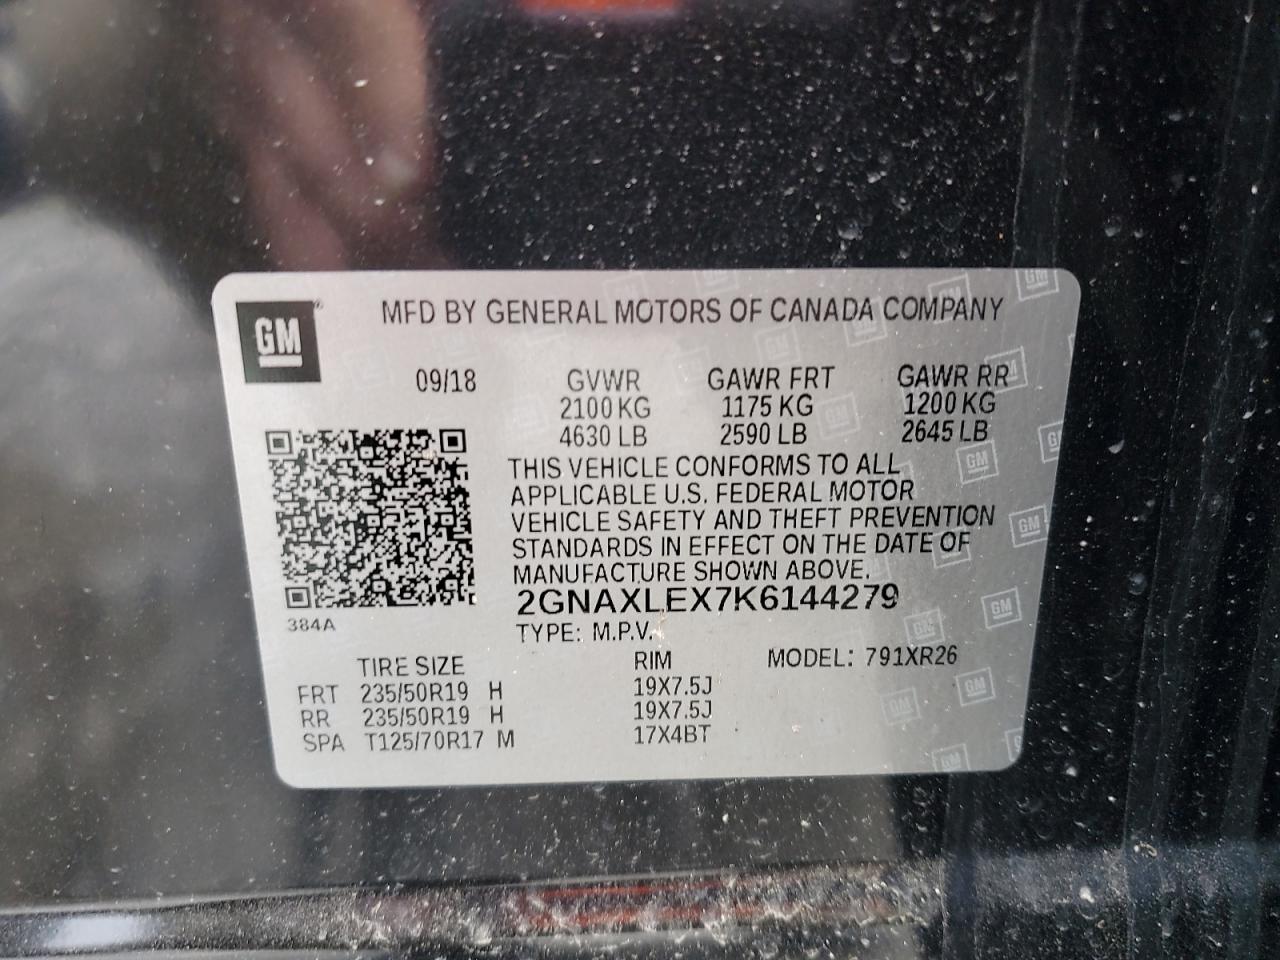 GM
MFD BY GENERAL MOTORS OF CANADA COMPANY
09/18 GVWR GAWR FRT GAWR RR
2100 KG 1175 KG 1200 KG
4630 LB 2590 LB 2645 LB
THIS VEHICLE CONFORMS TO ALL
APPLICABLE U.S. FEDERAL MOTOR
VEHICLE SAFETY AND THEFT PREVENTION
STANDARDS IN EFFECT ON THE DATE OF
MANUFACTURE SHOWN ABOVE.
2GNAXLEX7K6144279
384A
TYPE: M.P.V.
TIRE SIZE RIM MODEL: 791XR26
FRT 235/50R19 H 19X7.5J
RR 235/50R19 H 19X7.5J
SPA T125/70R17 M 17X4BT